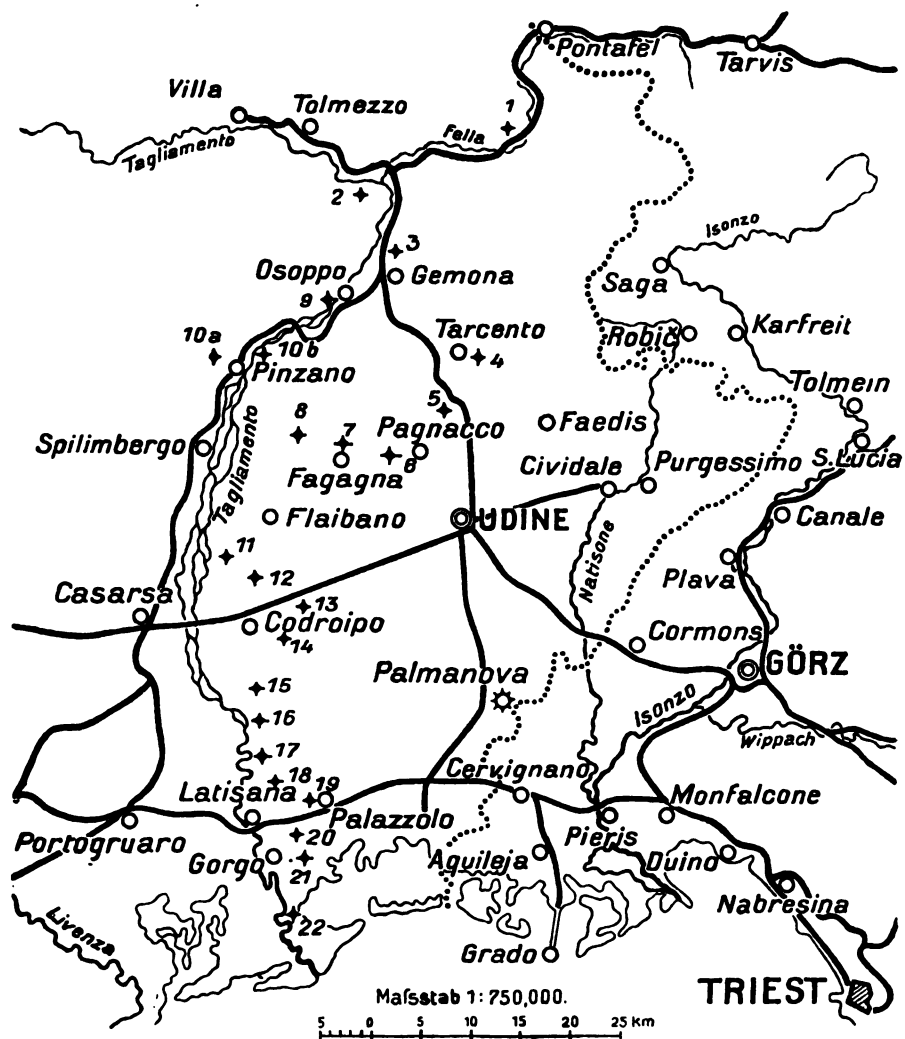 Pontafel
Tarvis
Villa
Tolmezzo
1
Fella
Tagliamento
2
Isonzo
3
Osoppo
Gemona
Saga
9
10a
10b
Tarcento
4
Robič
Karfreit
Pinzano
Tolmein
5
8
7
Pagnacco
Faedis
Spilimbergo
Tagliamento
6
Fagagna
Cividale
Purgessimo
S. Lucia
Flaibano
UDINE
Canale
11
Natisone
12
Plava
Casarsa
13
Codroipo
14
Cormons
GÖRZ
15
Palmanova
16
Isonzo
Wippach
17
18
Cervignano
Latisana
19
Palazzolo
Monfalcone
Portogruaro
20
Pieris
Gorgo
21
Aquileja
Duino
Nabresina
Livenza
22
Grado
Maſsstab 1:750,000.
TRIEST
5 0 5 10 15 20 25 Km